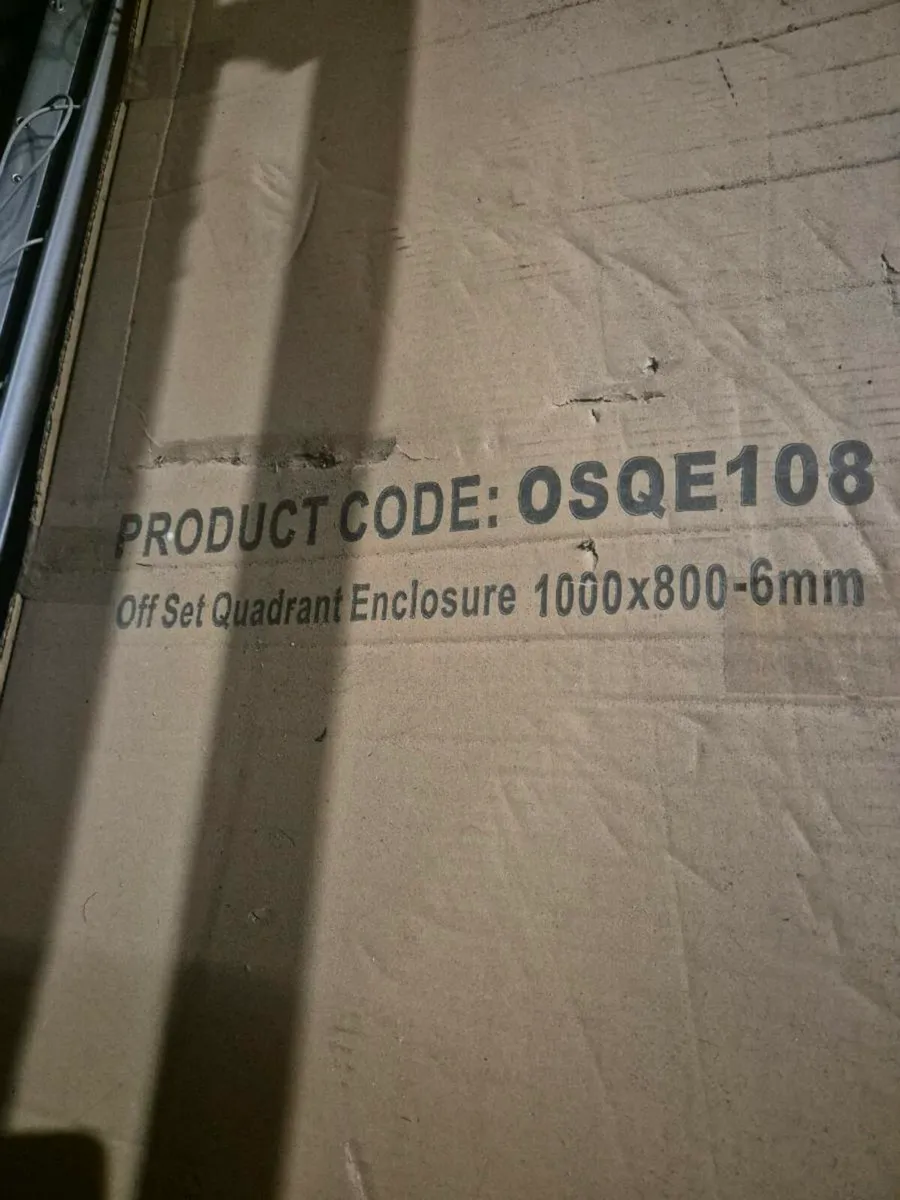 PRODUCT CODE: OSQE108
Off Set Quadrant Enclosure 1000x800-6mm